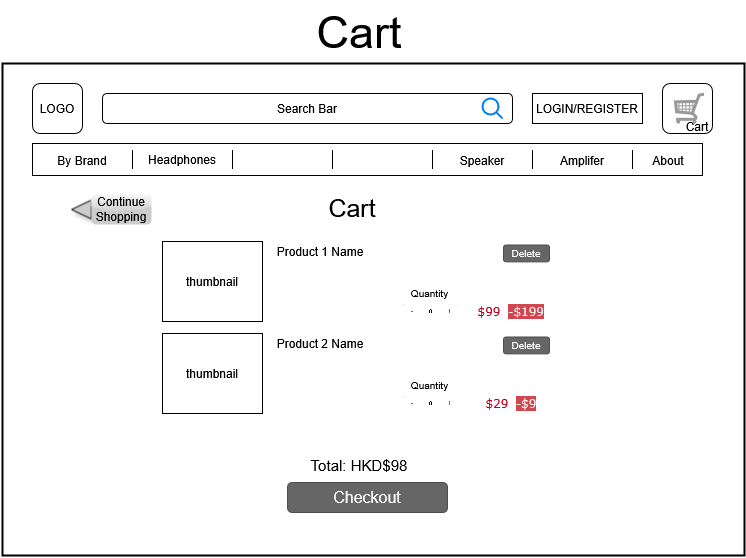 Cart
LOGO
Search Bar
LOGIN/REGISTER
Cart
By Brand
Headphones
Speaker
Amplifer
About
Continue
Shopping
Cart
thumbnail
Product 1 Name
Delete
Quantity
$99 -$199
thumbnail
Product 2 Name
Delete
Quantity
$29 -$9
Total: HKD$98
Checkout